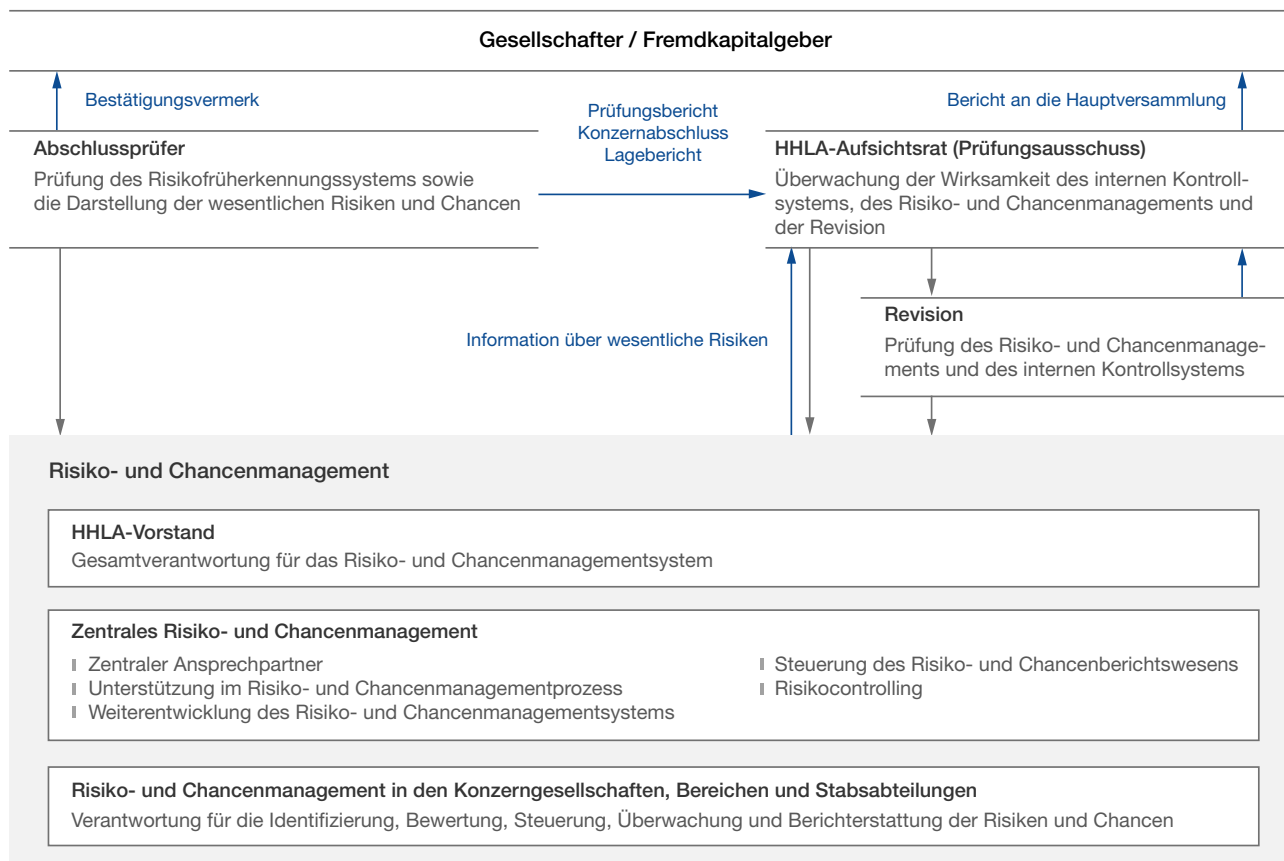 Gesellschafter / Fremdkapitalgeber
Bestätigungsvermerk
Prüfungsbericht
Konzernabschluss
Lagebericht
Bericht an die Hauptversammlung
Abschlussprüfer
Prüfung des Risikofrüherkennungssystems sowie
die Darstellung der wesentlichen Risiken und Chancen
HHLA-Aufsichtsrat (Prüfungsausschuss)
Überwachung der Wirksamkeit des internen Kontroll-
systems, des Risiko- und Chancenmanagements und
der Revision
Information über wesentliche Risiken
Revision
Prüfung des Risiko- und Chancenmanage-
ments und des internen Kontrollsystems
Risiko- und Chancenmanagement
HHLA-Vorstand
Gesamtverantwortung für das Risiko- und Chancenmanagementsystem
Zentrales Risiko- und Chancenmanagement
Zentraler Ansprechpartner
Unterstützung im Risiko- und Chancenmanagementprozess
Weiterentwicklung des Risiko- und Chancenmanagementsystems
Steuerung des Risiko- und Chancenberichtswesens
Risikocontrolling
Risiko- und Chancenmanagement in den Konzerngesellschaften, Bereichen und Stabsabteilungen
Verantwortung für die Identifizierung, Bewertung, Steuerung, Überwachung und Berichterstattung der Risiken und Chancen